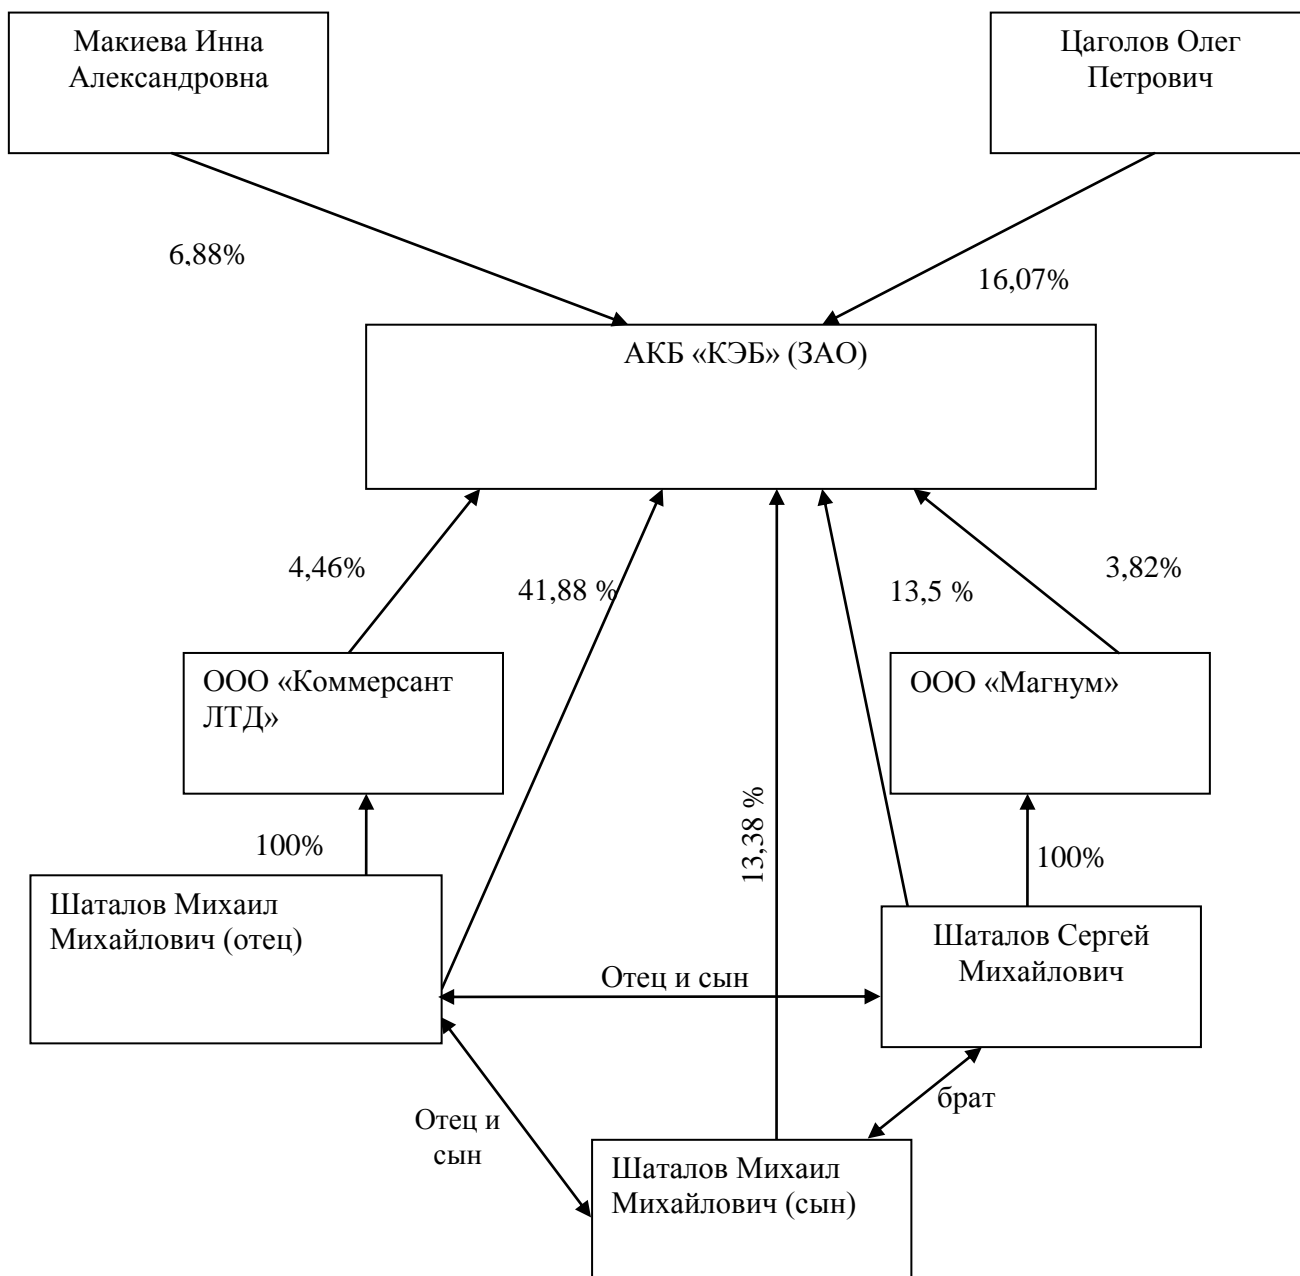 Макиева Инна
Александровна
Цаголов Олег
Петрович
6,88%
16,07%
АКБ «КЭБ» (ЗАО)
4,46%
41,88 %
13,5 %
3,82%
ООО «Коммерсант
ЛТД»
ООО «Магнум»
13,38 %
100%
100%
Шаталов Михаил
Михайлович (отец)
Шаталов Сергей
Михайлович
Отец и сын
брат
Отец и
сын
Шаталов Михаил
Михайлович (сын)